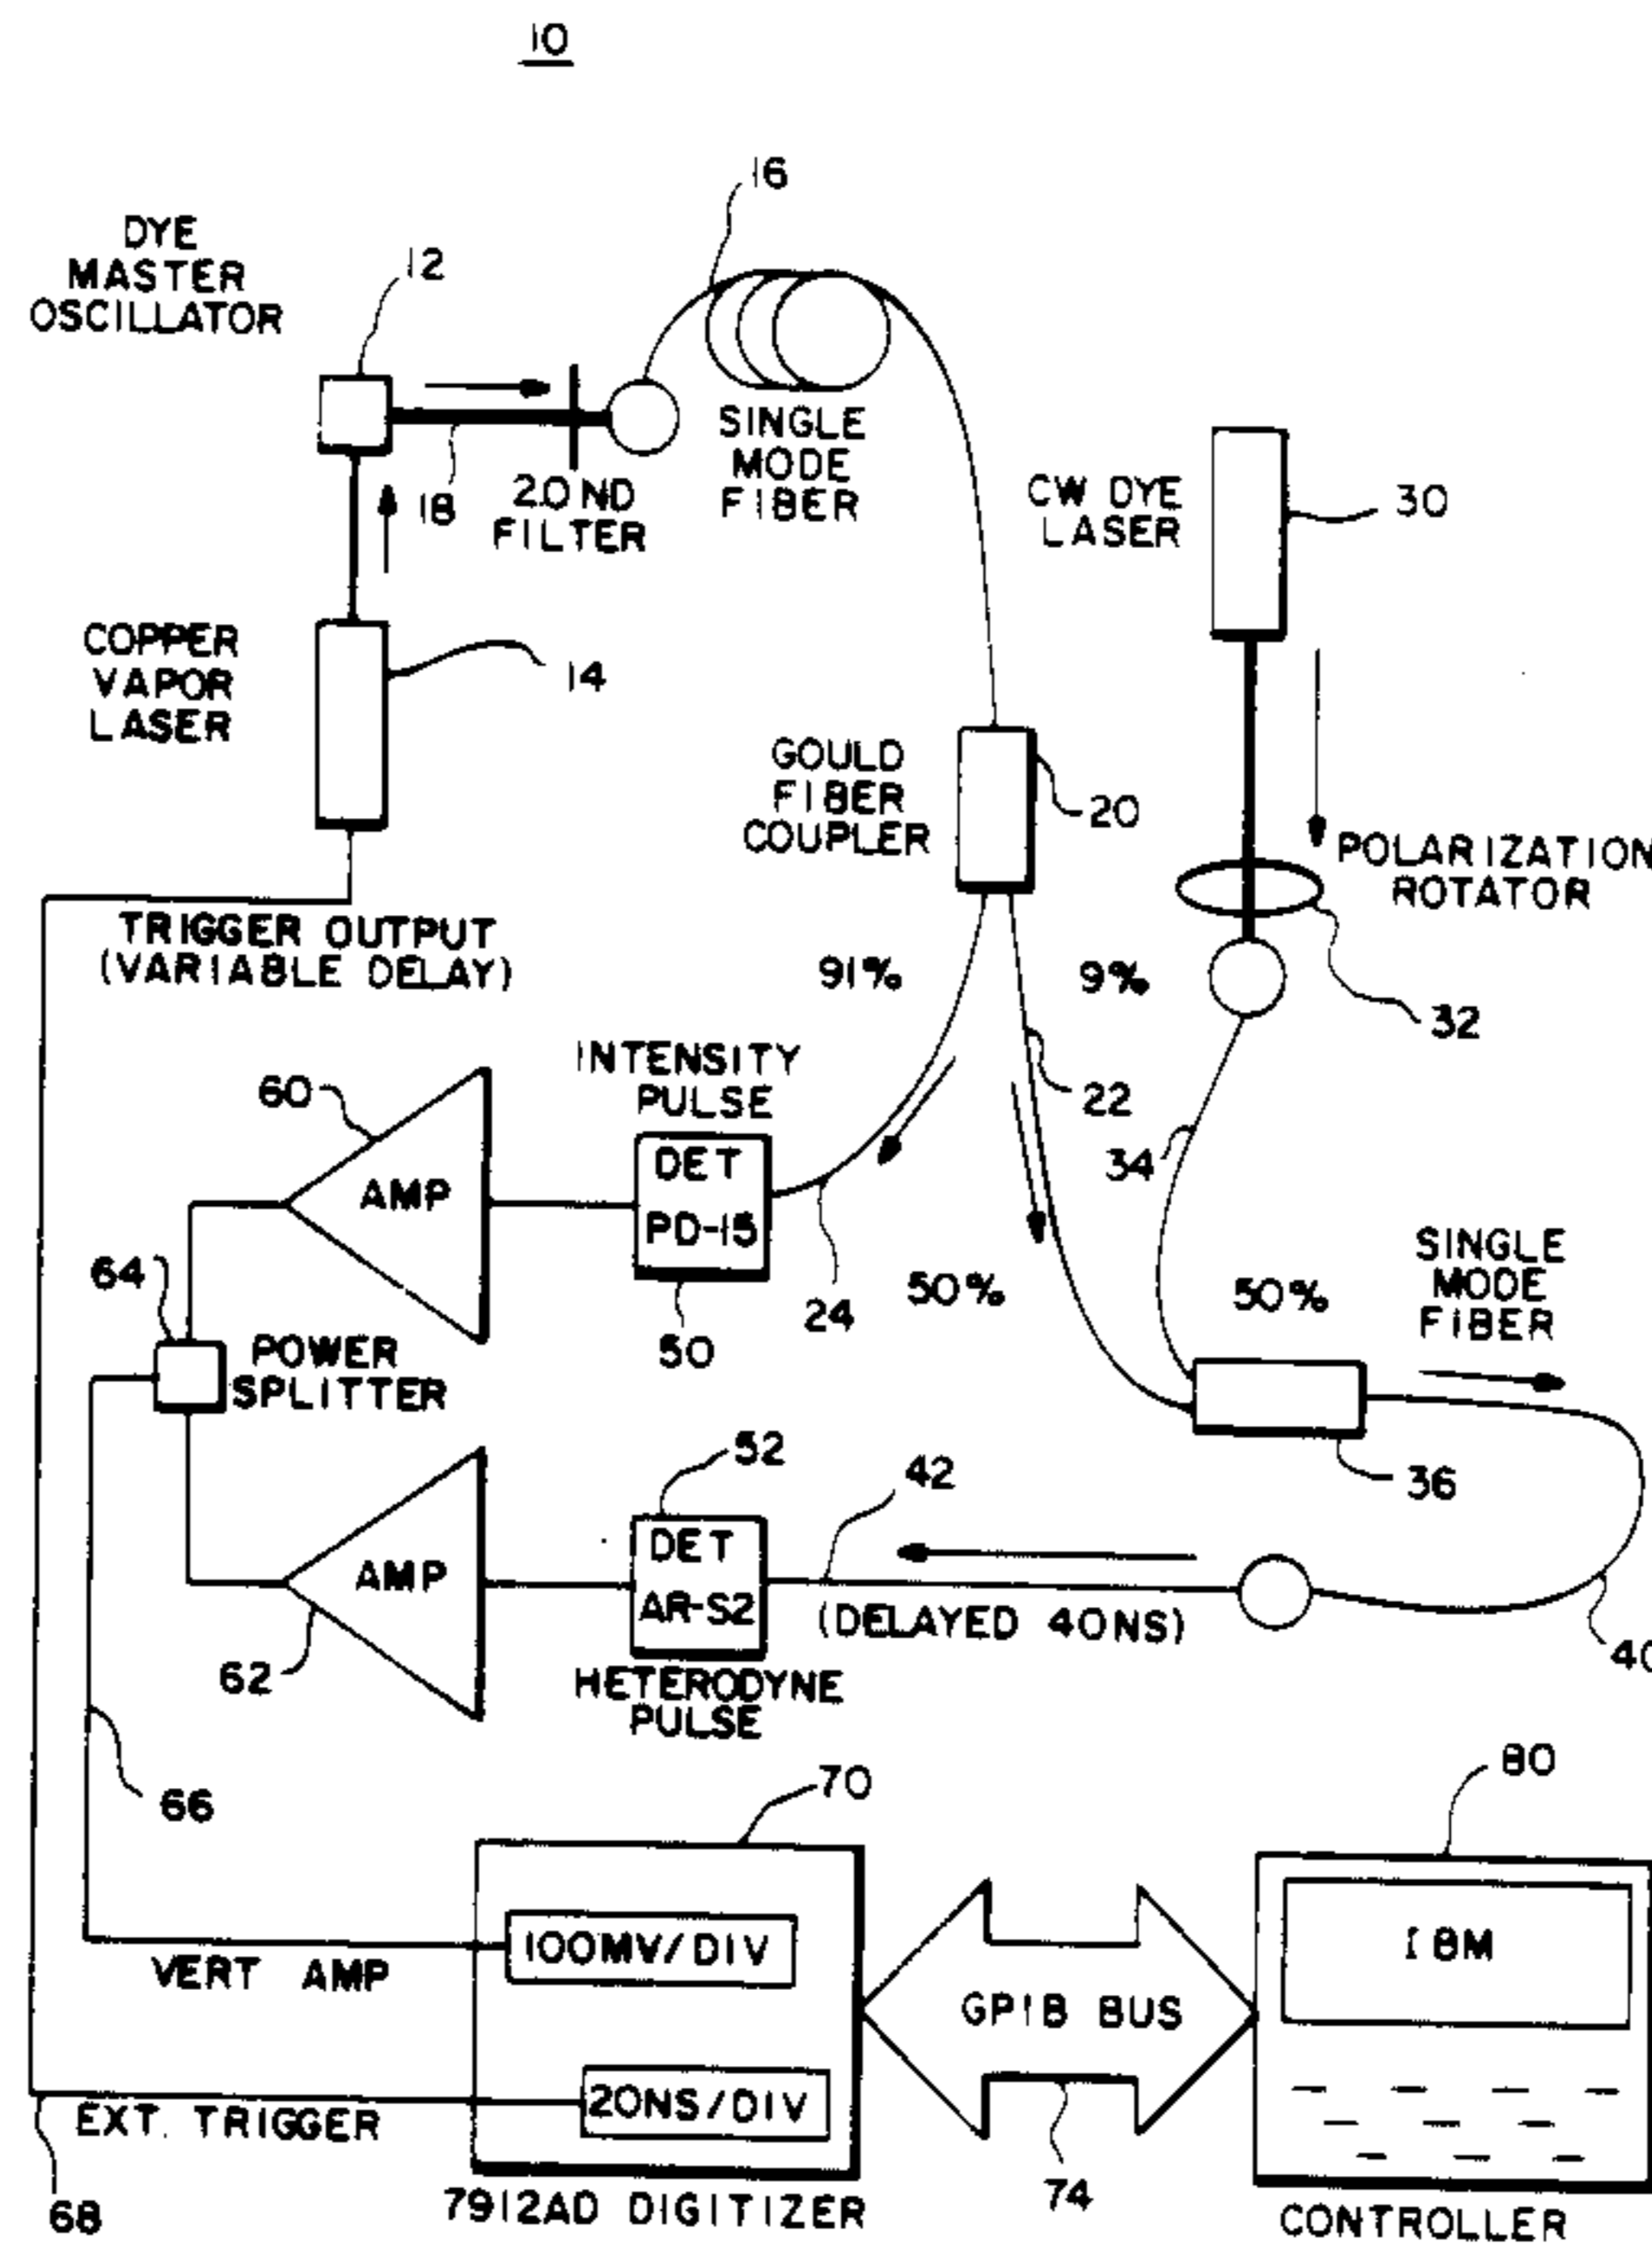 10
16
DYE
MASTER
OSCILLATOR
12
18
2.0 ND
FILTER
SINGLE
MODE
FIBER
CW DYE
LASER
30
COPPER
VAPOR
LASER
14
GOULD
FIBER
COUPLER
20
POLARIZATION
ROTATOR
32
TRIGGER OUTPUT
(VARIABLE DELAY)
91%
9%
22
34
60
AMP
INTENSITY
PULSE
DET
PD-15
50
24
50%
50%
SINGLE
MODE
FIBER
64
POWER
SPLITTER
36
52
42
DET
AR-S2
AMP
62
(DELAYED 40NS)
40
HETERODYNE
PULSE
66
70
80
100MV/DIV
VERT AMP
GPIB BUS
IBM
20NS/DIV
EXT. TRIGGER
74
68
7912AD DIGITIZER
CONTROLLER